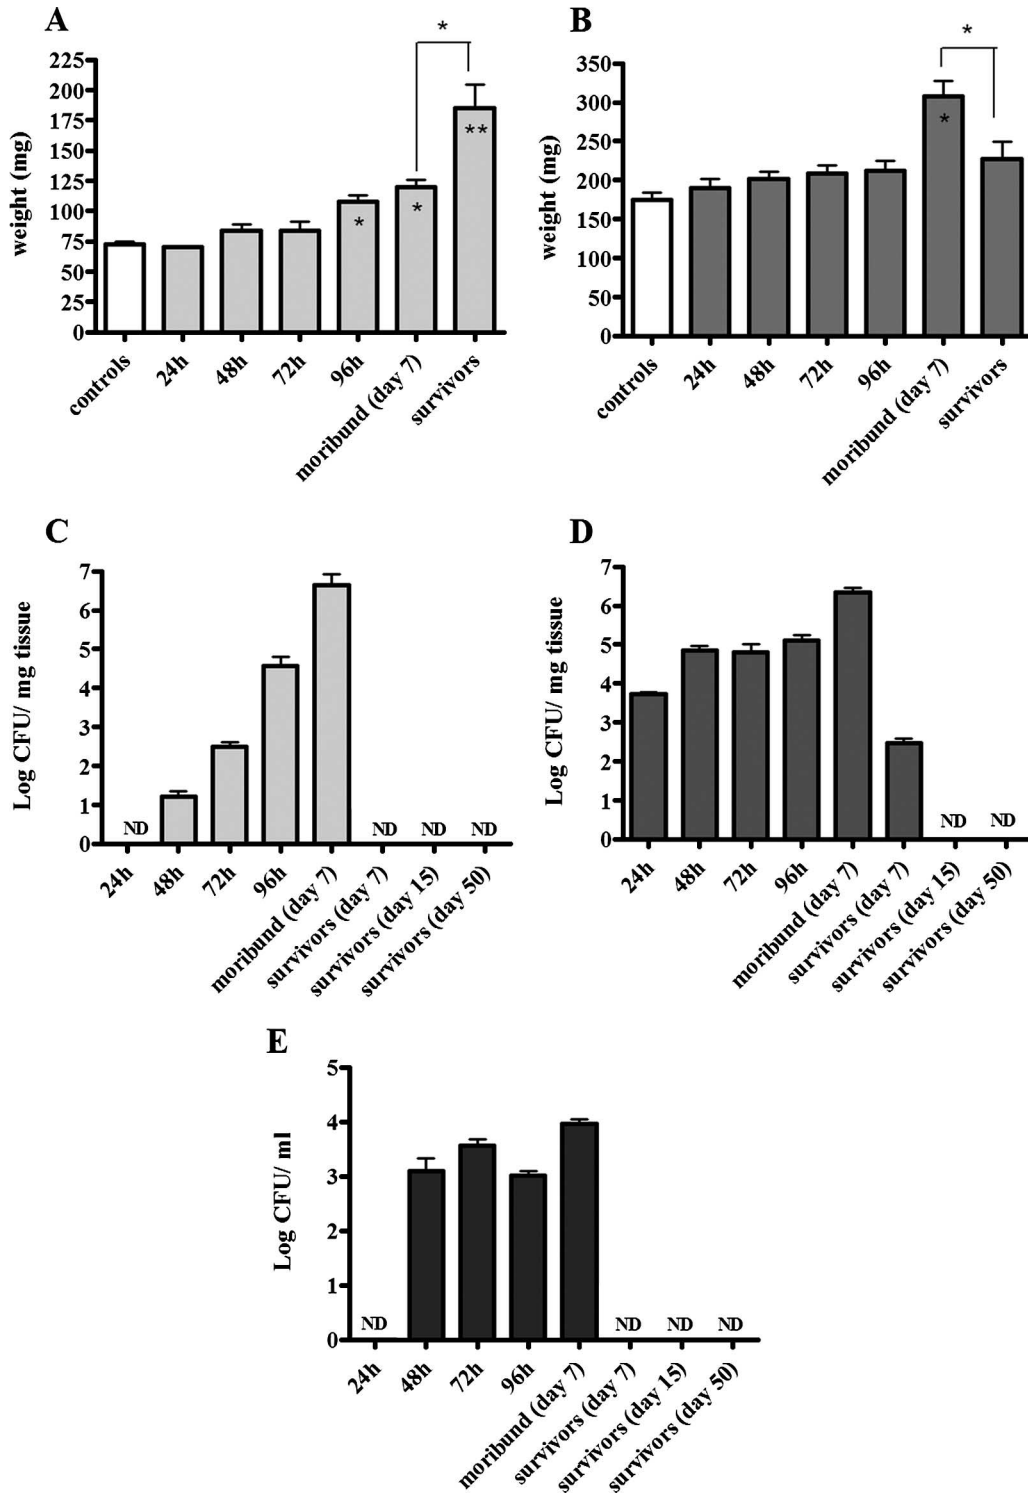 A
weight (mg)
225
200
175
150
125
100
75
50
25
0
*
*
*
**
controls
24h
48h
72h
96h
moribund (day 7)
survivors
B
weight (mg)
350
300
250
200
150
100
50
0
*
*
controls
24h
48h
72h
96h
moribund (day 7)
survivors
C
Log CFU/ mg tissue
7
6
5
4
3
2
1
0
ND
ND
ND
ND
24h
48h
72h
96h
moribund (day 7)
survivors (day 7)
survivors (day 15)
survivors (day 50)
D
Log CFU/ mg tissue
7
6
5
4
3
2
1
0
ND
ND
24h
48h
72h
96h
moribund (day 7)
survivors (day 7)
survivors (day 15)
survivors (day 50)
E
Log CFU/ ml
5
4
3
2
1
0
ND
ND
ND
ND
24h
48h
72h
96h
moribund (day 7)
survivors (day 7)
survivors (day 15)
survivors (day 50)